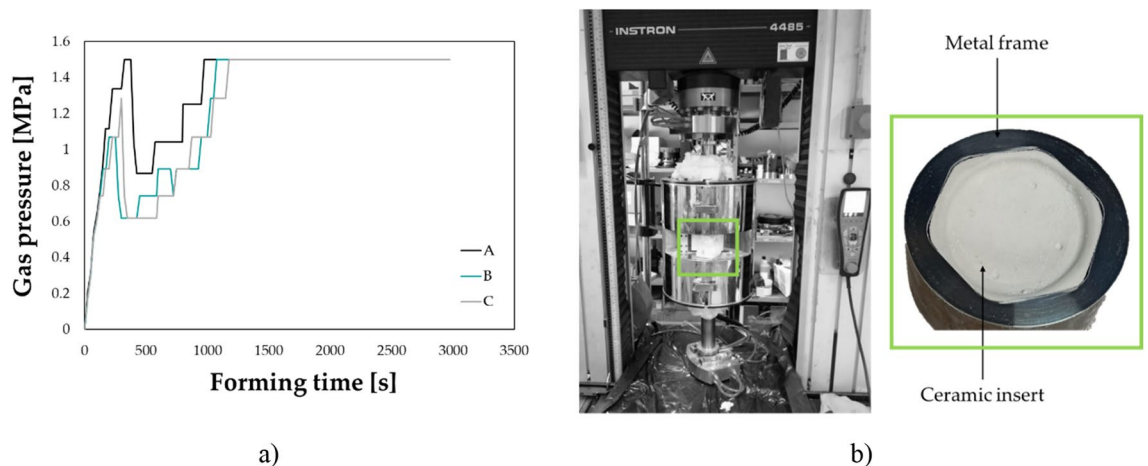 1.6
1.4
1.2
1
0.8
0.6
0.4
0.2
0
Gas pressure [MPa]
A
B
C
0 500 1000 1500 2000 2500 3000 3500
Forming time [s]
a)
INSTRON 4485
Metal frame
Ceramic insert
b)